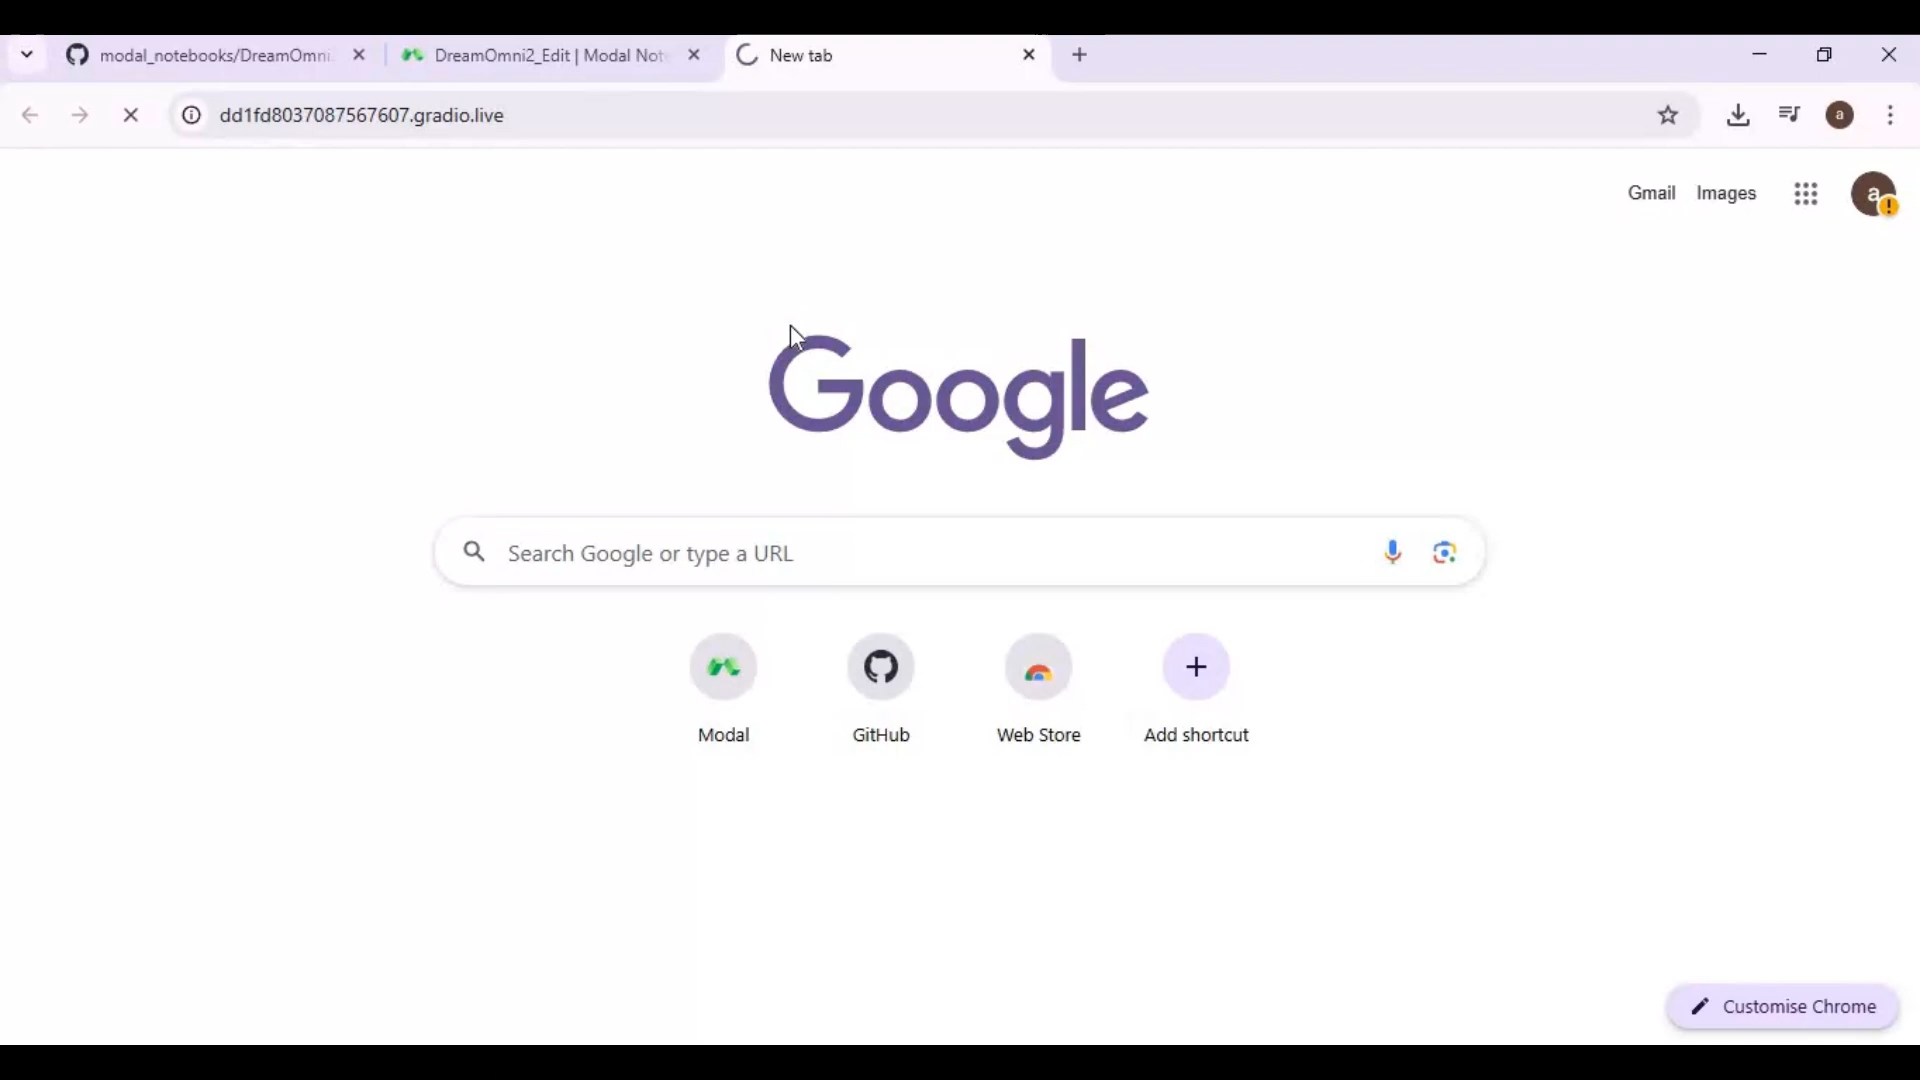 modal_notebooks/DreamOmni
DreamOmni2_Edit | Modal Not
New tab
dd1fd8037087567607.gradio.live
a
Gmail
Images
a
Google
Search Google or type a URL
Modal
GitHub
Web Store
Add shortcut
Customise Chrome